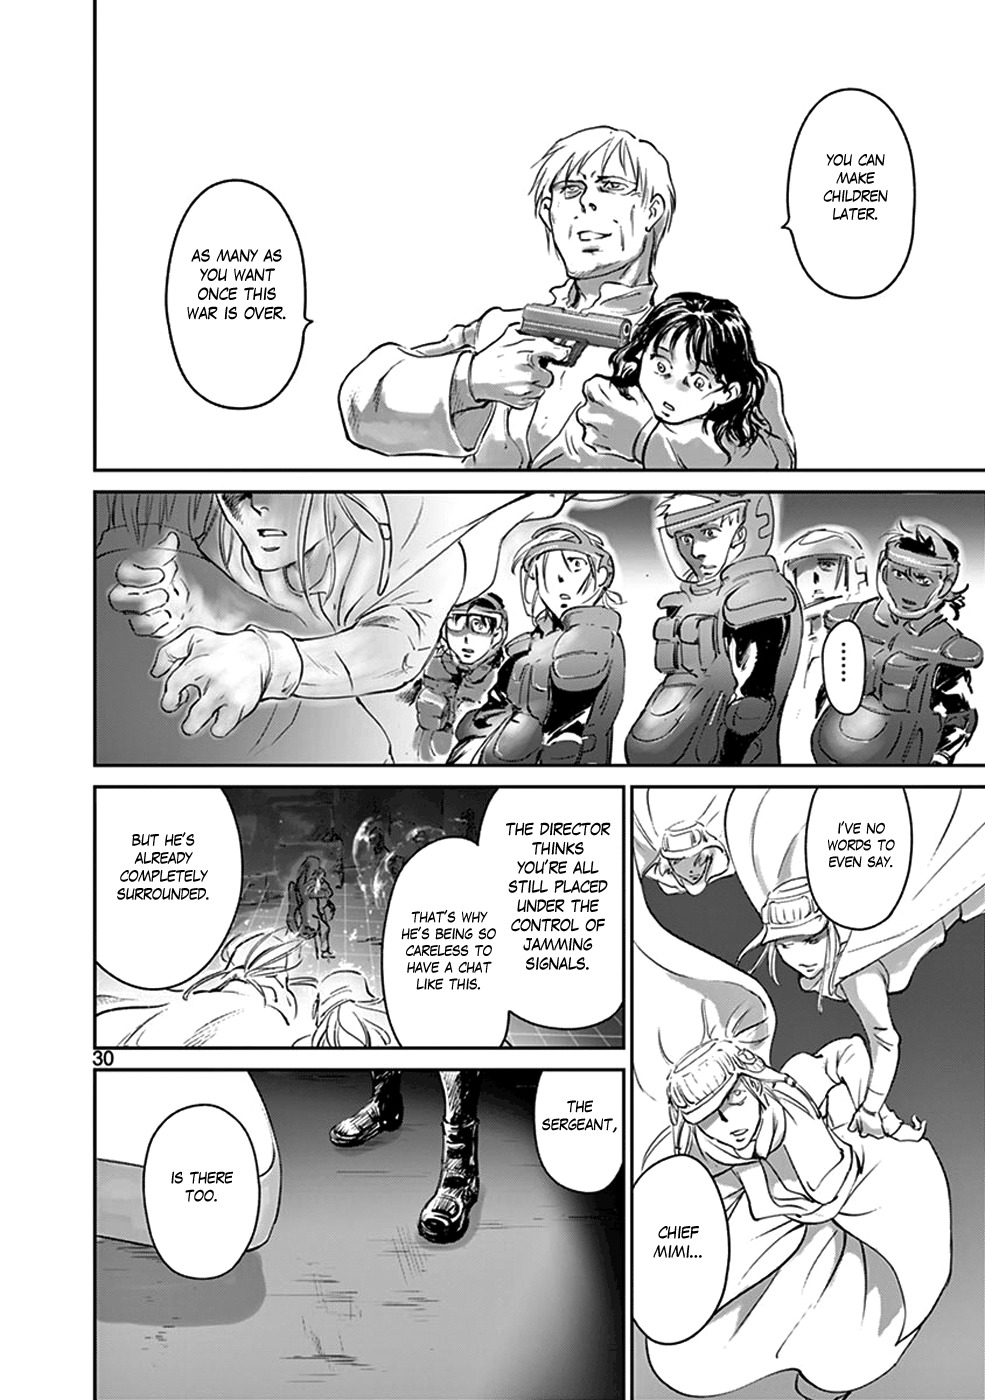 YOU CAN
MAKE
CHILDREN
LATER.
AS MANY AS
YOU WANT
ONCE THIS
WAR IS OVER.
......
I'VE NO
WORDS TO
EVEN SAY.
CHIEF
MIMI...
THE DIRECTOR
THINKS
YOU'RE ALL
STILL PLACED
UNDER THE
CONTROL OF
JAMMING
SIGNALS.
THAT'S WHY
HE'S BEING SO
CARELESS TO
HAVE A CHAT
LIKE THIS.
BUT HE'S
ALREADY
COMPLETELY
SURROUNDED.
THE
SERGEANT,
IS THERE
TOO.
30